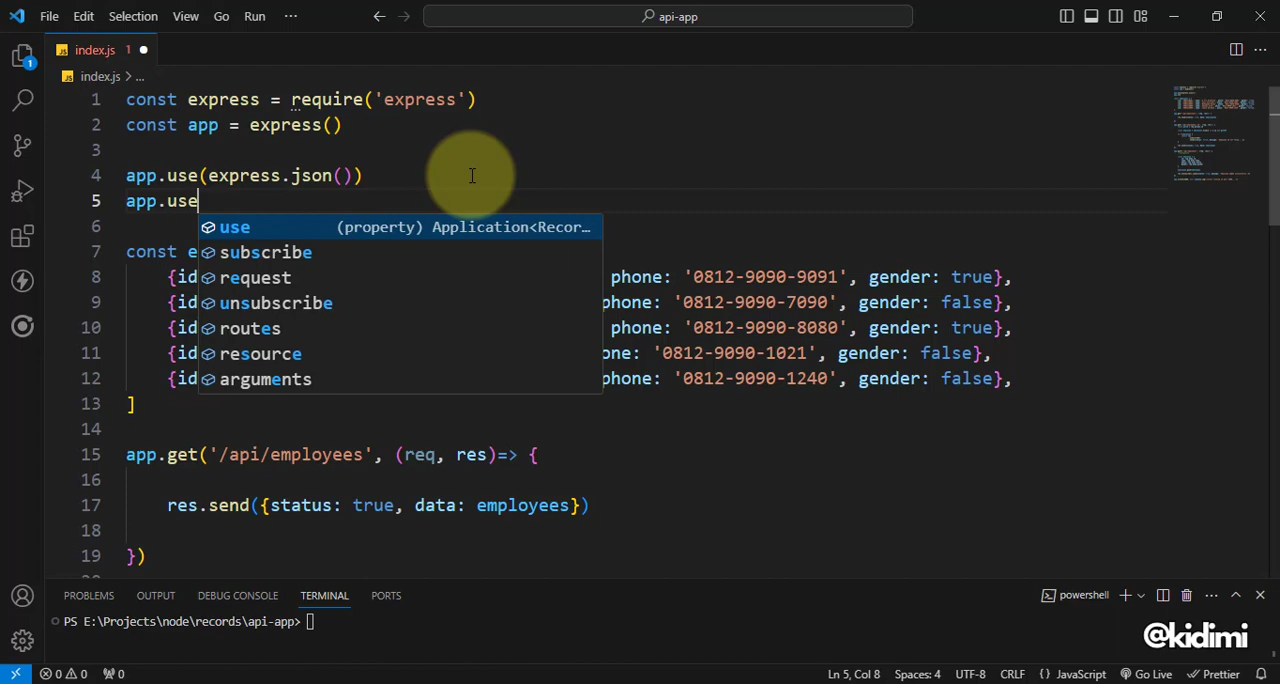 File Edit Selection View Go Run ··· api-app
index.js 1
index.js > ...
1 const express = require('express')
2 const app = express()
3
4 app.use(express.json())
5 app.use
6 use (property) Application<Recor...
7 const e subscribe
8 {id request phone: '0812-9090-9091', gender: true},
9 {id unsubscribe phone: '0812-9090-7090', gender: false},
10 {id routes phone: '0812-9090-8080', gender: true},
11 {id resource one: '0812-9090-1021', gender: false},
12 {id arguments phone: '0812-9090-1240', gender: false},
13 ]
14
15 app.get('/api/employees', (req, res)=> {
16
17 res.send({status: true, data: employees})
18
19 })
1
PROBLEMS OUTPUT DEBUG CONSOLE TERMINAL PORTS powershell
PS E:\Projects\node\records\api-app>
@kidimi
0 0 0 Ln 5, Col 8 Spaces: 4 UTF-8 CRLF {} JavaScript Go Live Prettier